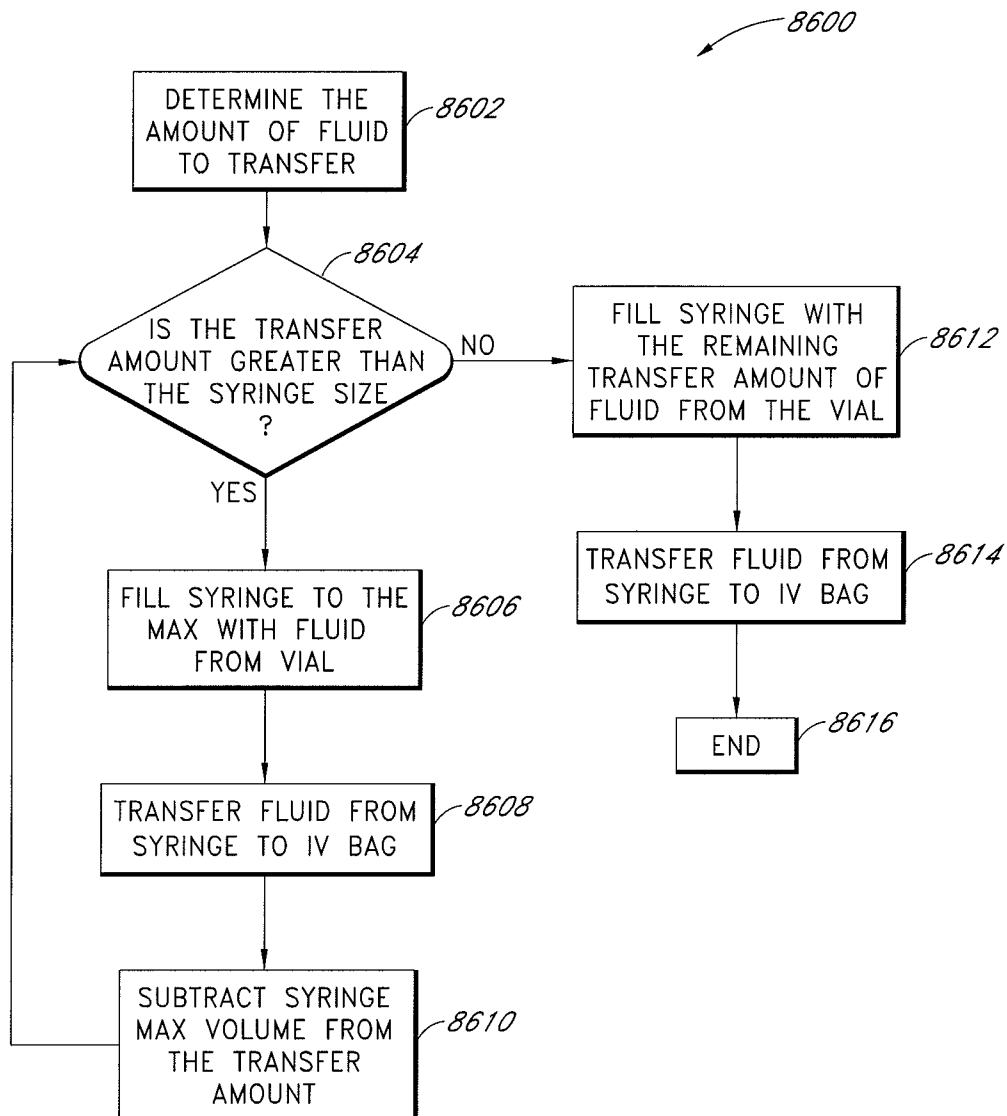 8600
DETERMINE THE
AMOUNT OF FLUID
TO TRANSFER
8602
8604
IS THE TRANSFER
AMOUNT GREATER THAN
THE SYRINGE SIZE
?
NO
YES
FILL SYRINGE WITH
THE REMAINING
TRANSFER AMOUNT OF
FLUID FROM THE VIAL
8612
TRANSFER FLUID FROM
SYRINGE TO IV BAG
8614
END
8616
FILL SYRINGE TO THE
MAX WITH FLUID
FROM VIAL
8606
TRANSFER FLUID FROM
SYRINGE TO IV BAG
8608
SUBTRACT SYRINGE
MAX VOLUME FROM
THE TRANSFER
AMOUNT
8610